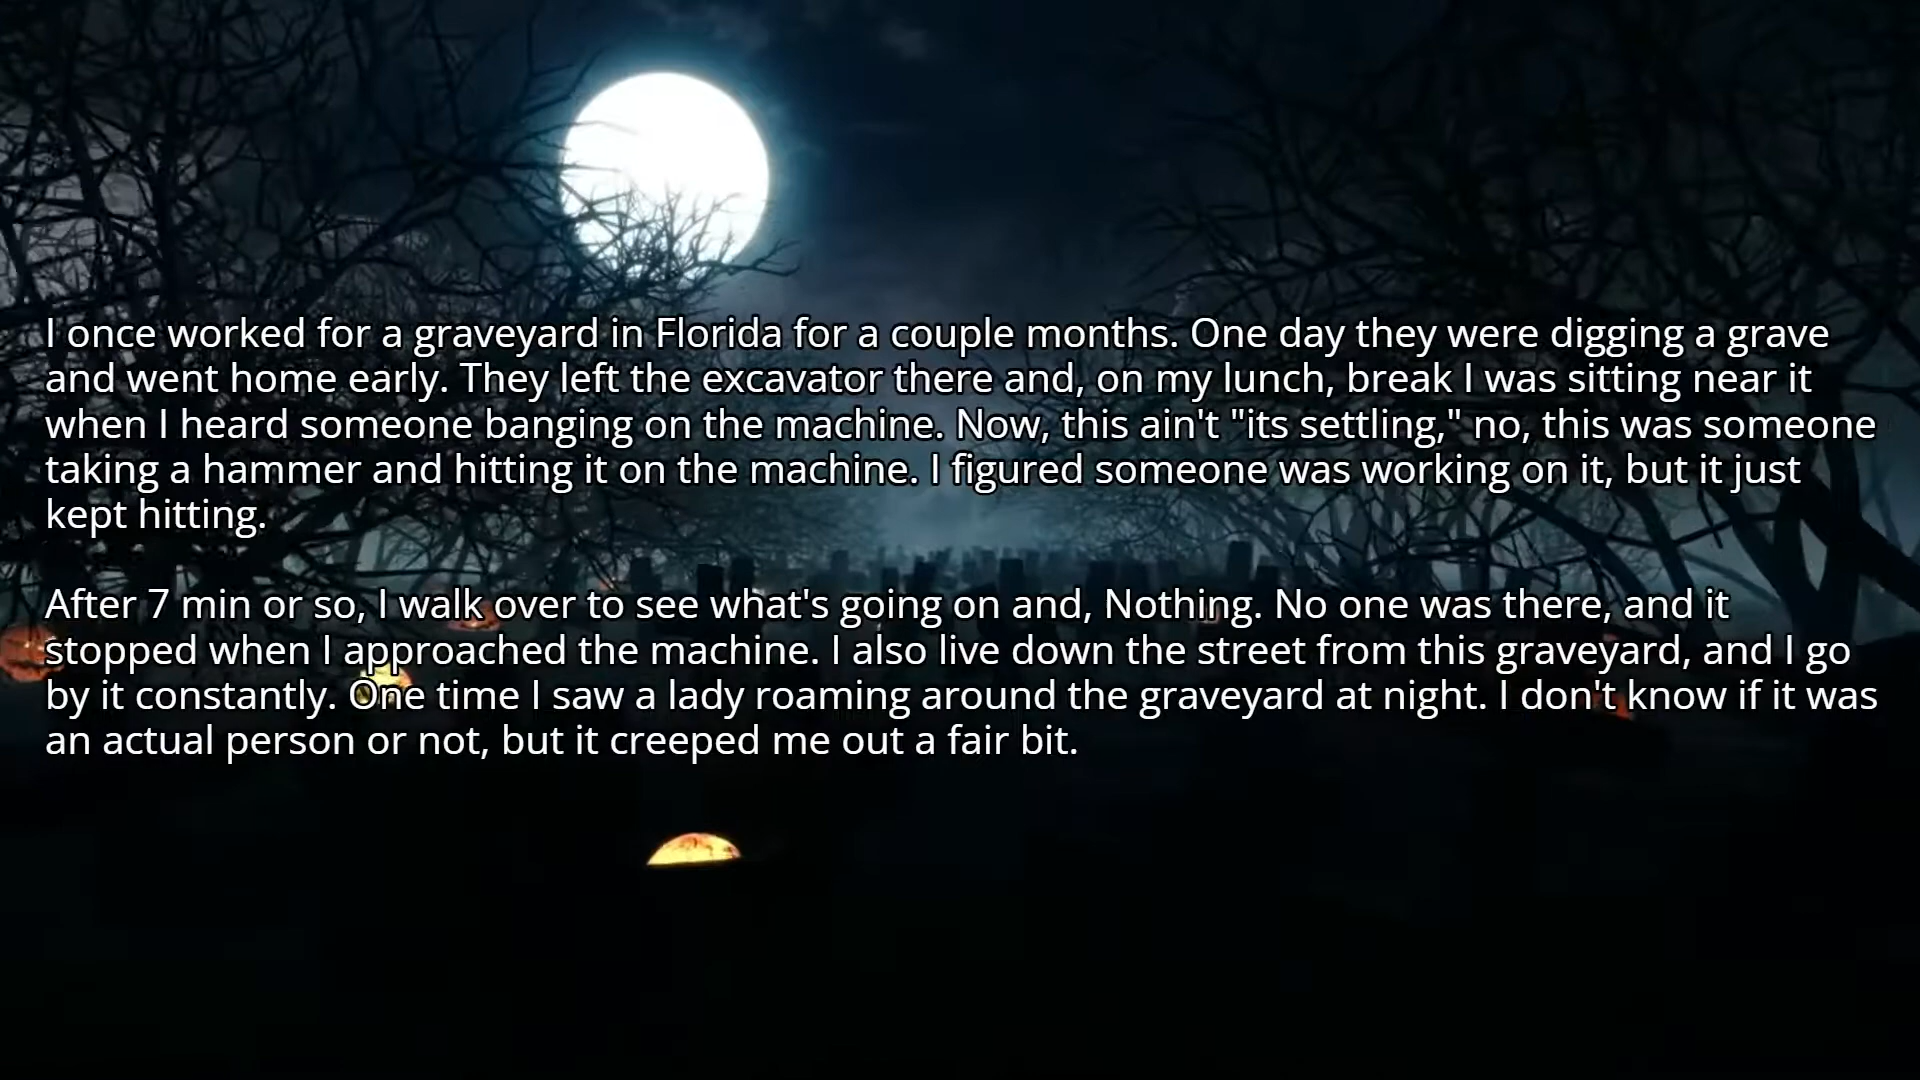 I once worked for a graveyard in Florida for a couple months. One day they were digging a grave
and went home early. They left the excavator there and, on my lunch, break I was sitting near it
when I heard someone banging on the machine. Now, this ain't "its settling," no, this was someone
taking a hammer and hitting it on the machine. I figured someone was working on it, but it just
kept hitting.
After 7 min or so, I walk over to see what's going on and, Nothing. No one was there, and it
stopped when I approached the machine. I also live down the street from this graveyard, and I go
by it constantly. One time I saw a lady roaming around the graveyard at night. I don't know if it was
an actual person or not, but it creeped me out a fair bit.